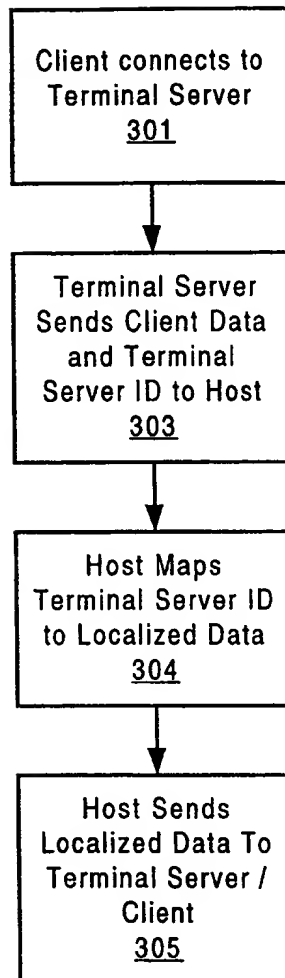 Client connects to
Terminal Server
301
Terminal Server
Sends Client Data
and Terminal
Server ID to Host
303
Host Maps
Terminal Server ID
to Localized Data
304
Host Sends
Localized Data To
Terminal Server /
Client
305